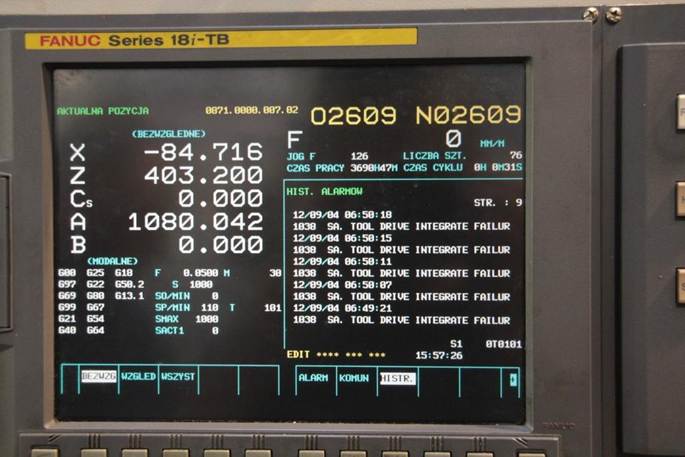 FANUC Series 18i-TB
AKTUALNA POZYCJA 0071.0000.007.02 O2609 N02609
(BEZWZGLEDNE)
X -84.716
Z 403.200
Cs 0.000
A 1080.042
B 0.000
F 0 MM/M
JOG F 126 LICZBA SZT. 76
CZAS PRACY 3690H47M CZAS CYKLU 0H 0M31S
HIST. ALARMOW
STR. : 9
12/09/04 06:50:18
1038 SA. TOOL DRIVE INTEGRATE FAILUR
12/09/04 06:50:15
1038 SA. TOOL DRIVE INTEGRATE FAILUR
12/09/04 06:50:11
1038 SA. TOOL DRIVE INTEGRATE FAILUR
12/09/04 06:50:07
1038 SA. TOOL DRIVE INTEGRATE FAILUR
12/09/04 06:49:21
1038 SA. TOOL DRIVE INTEGRATE FAILUR
(MODALNE)
G00 G25 G18 F 0.0500 M 30
G97 G22 G50.2 S 1000
G69 G80 G13.1 SO/MIN 0
G99 G67 SP/MIN 110 T 101
G21 G54 SMAX 1000
G40 G64 SACT1 0
S1 0T0101
EDIT **** *** *** 15:57:26
BEZWZG WZGLED WSZYST ALARM KOMUN HISTR.
FANUC